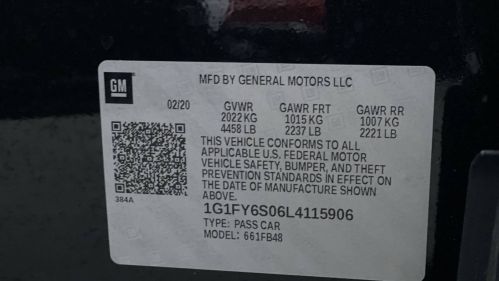 GM
MFD BY GENERAL MOTORS LLC
02/20 GVWR GAWR FRT GAWR RR
2022 KG 1015 KG 1007 KG
4458 LB 2237 LB 2221 LB
THIS VEHICLE CONFORMS TO ALL
APPLICABLE U.S. FEDERAL MOTOR
VEHICLE SAFETY, BUMPER, AND THEFT
PREVENTION STANDARDS IN EFFECT ON
THE DATE OF MANUFACTURE SHOWN
ABOVE.
384A
1G1FY6S06L4115906
TYPE: PASS CAR
MODEL: 661FB48